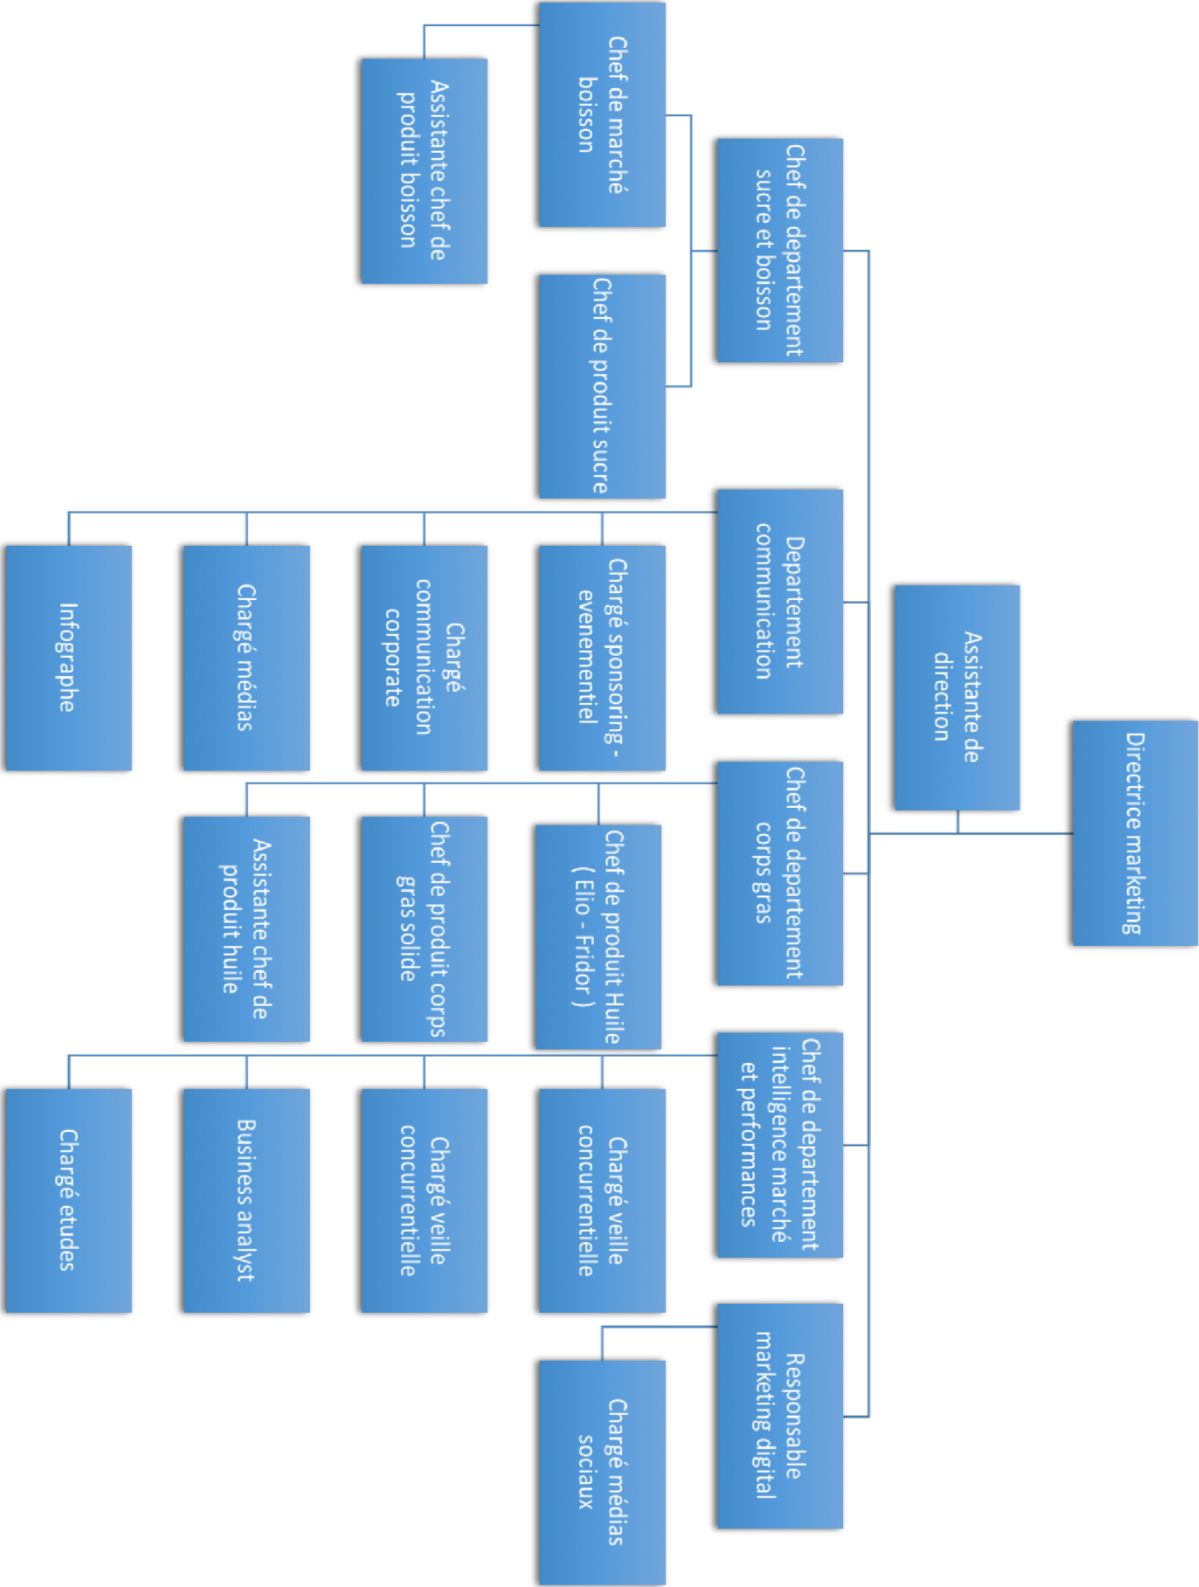 Directrice marketing
Assistante de
direction
Chef de departement
sucre et boisson
Departement
communication
Chef de departement
corps gras
Chef de departement
intelligence marché
et performances
Responsable
marketing digital
Chef de marché
boisson
Chef de produit sucre
Chargé sponsoring -
evenementiel
Chef de produit Huile
( Elio - Fridor )
Chargé veille
concurrentielle
Chargé médias
sociaux
Assistante chef de
produit boisson
Chargé
communication
corporate
Chef de produit corps
gras solide
Chargé veille
concurrentielle
Chargé médias
Assistante chef de
produit huile
Business analyst
Infographe
Chargé etudes